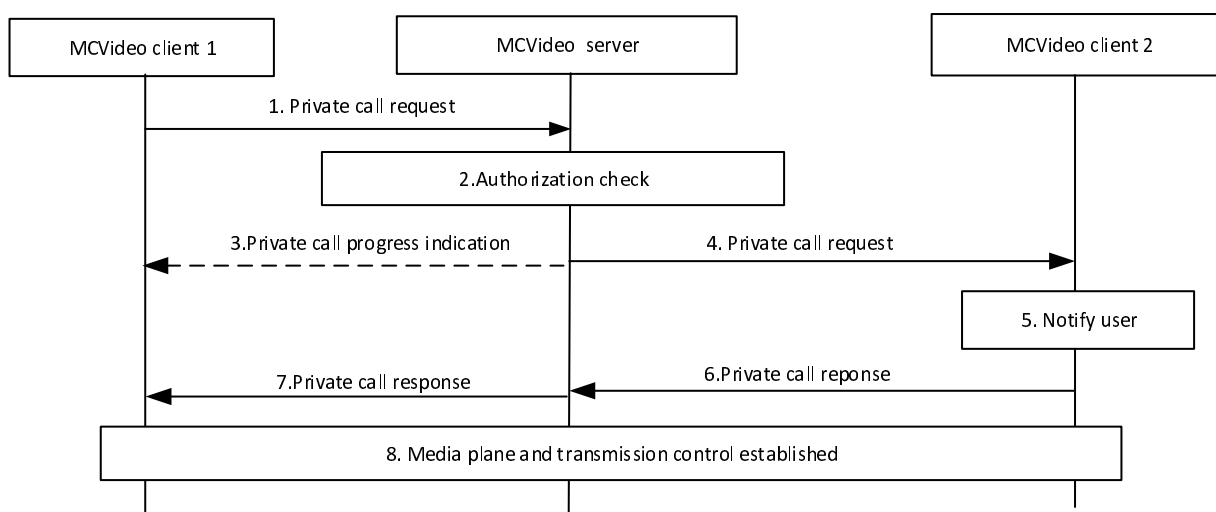 MCVideo client 1
MCVideo server
MCVideo client 2
1. Private call request
2.Authorization check
3.Private call progress indication
4. Private call request
5. Notify user
6.Private call reponse
7.Private call response
8. Media plane and transmission control established